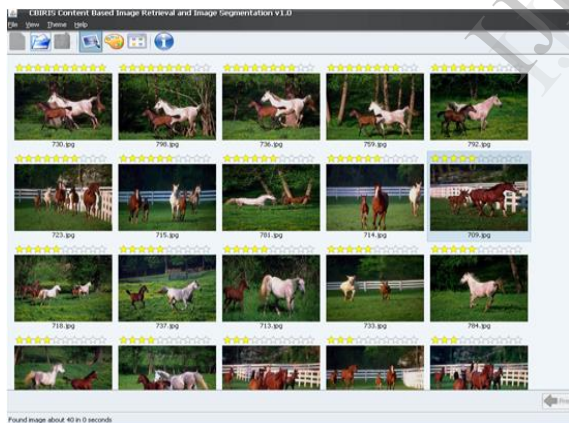 CBIRIS Content Based Image Retrieval and Image Segmentation v1.0
File View Theme Help
730.jpg 798.jpg 736.jpg 759.jpg 792.jpg
723.jpg 715.jpg 781.jpg 714.jpg 709.jpg
718.jpg 737.jpg 713.jpg 733.jpg 784.jpg
Found image about 40 in 0 seconds